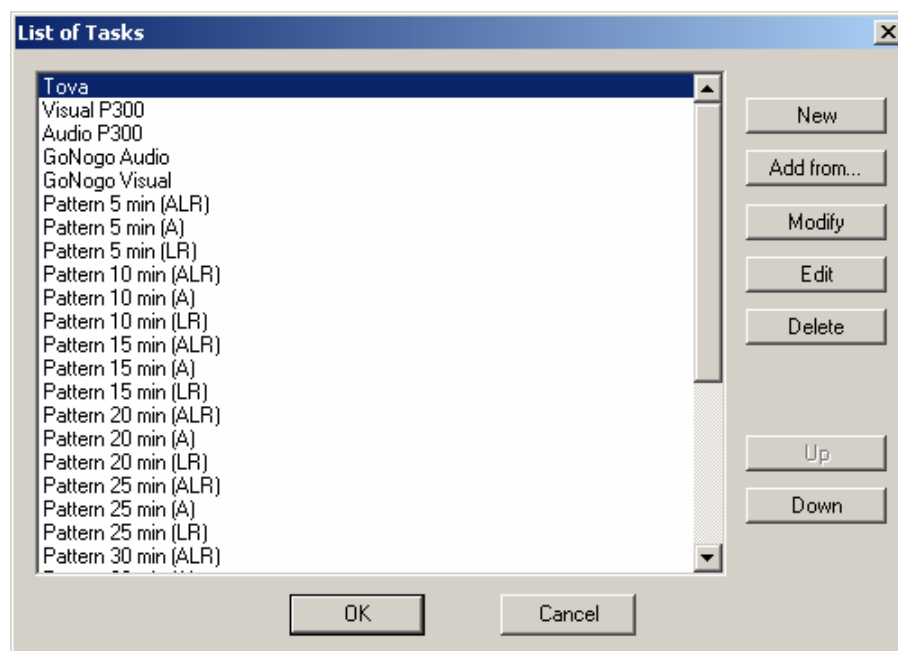 List of Tasks
Tova
Visual P300
Audio P300
GoNogo Audio
GoNogo Visual
Pattern 5 min (ALR)
Pattern 5 min (A)
Pattern 5 min (LR)
Pattern 10 min (ALR)
Pattern 10 min (A)
Pattern 10 min (LR)
Pattern 15 min (ALR)
Pattern 15 min (A)
Pattern 15 min (LR)
Pattern 20 min (ALR)
Pattern 20 min (A)
Pattern 20 min (LR)
Pattern 25 min (ALR)
Pattern 25 min (A)
Pattern 25 min (LR)
Pattern 30 min (ALR)
New
Add from...
Modify
Edit
Delete
Up
Down
OK
Cancel